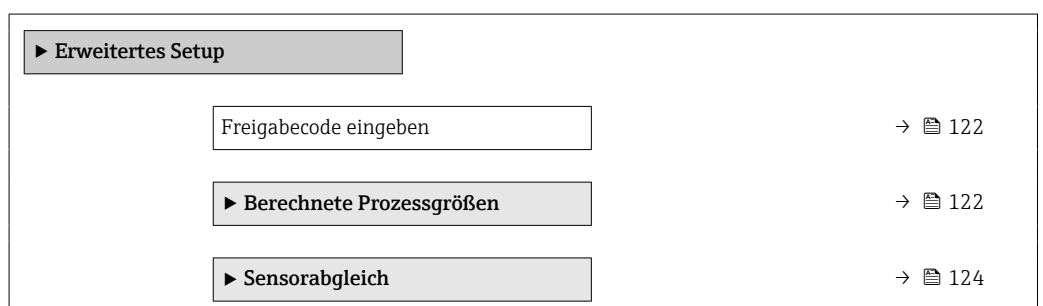 ▶ Erweitertes Setup
Freigabecode eingeben → 122
▶ Berechnete Prozessgrößen → 122
▶ Sensorabgleich → 124